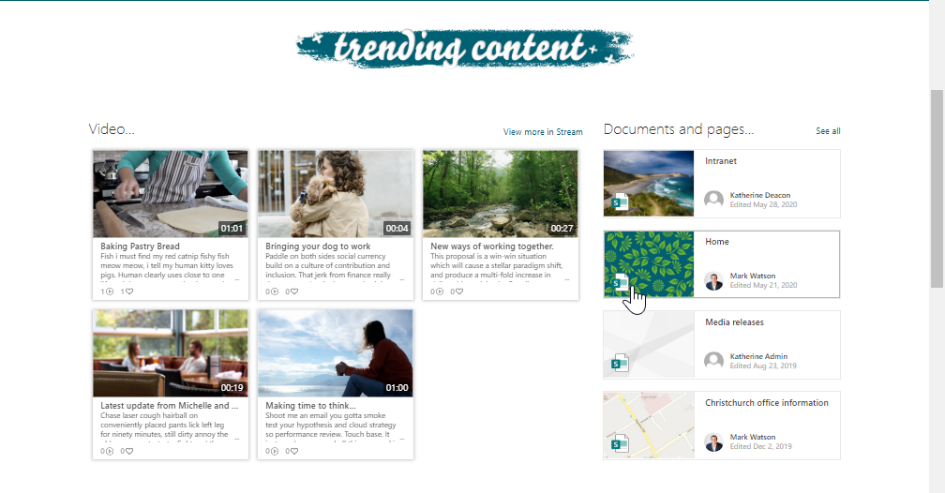 trending content
Video...
View more in Stream
01:01
Baking Pastry Bread
Fish i must find my red catnip fishy fish
meow meow, i tell my human kitty loves
pigs. Human clearly uses close to one
1 1
00:04
Bringing your dog to work
Paddle on both sides social currency
build on a culture of contribution and
inclusion. That jerk from finance really
0 0
00:27
New ways of working together.
This proposal is a win-win situation
which will cause a stellar paradigm shift,
and produce a multi-fold increase in
0 0
00:19
Latest update from Michelle and ...
Chase laser cough hairball on
conveniently placed pants lick left leg
for ninety minutes, still dirty annoy the
0 0
01:00
Making time to think...
Shoot me an email you gotta smoke
test your hypothesis and cloud strategy
so performance review. Touch base. It
0 0
Documents and pages...
See all
Intranet
Katherine Deacon
Edited May 28, 2020
Home
Mark Watson
Edited May 21, 2020
Media releases
Katherine Admin
Edited Aug 23, 2019
Christchurch office information
Mark Watson
Edited Dec 2, 2019